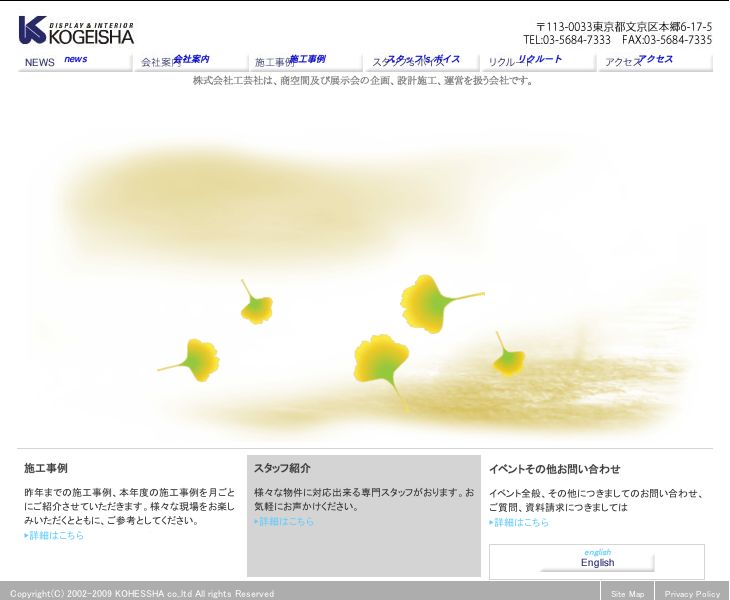 DISPLAY & INTERIOR
KOGEISHA
〒113-0033東京都文京区本郷6-17-5
TEL:03-5684-7333 FAX:03-5684-7335
NEWS news 会社案内 会社案内 施工事例 施工事例 スタッフ's ボイス スタッフ's ボイス リクルート リクルート アクセス アクセス
株式会社工芸社は、商空間及び展示会の企画、設計施工、運営を扱う会社です。
施工事例
昨年までの施工事例、本年度の施工事例を月ごと
にご紹介させていただきます。様々な現場をお楽し
みいただくとともに、ご参考としてください。
詳細はこちら
スタッフ紹介
様々な物件に対応出来る専門スタッフがおります。お
気軽にお声かけください。
詳細はこちら
イベントその他お問い合わせ
イベント全般、その他につきましてのお問い合わせ、
ご質問、資料請求につきましては
詳細はこちら
english
English
Copyright(C) 2002-2009 KOHESSHA co.,ltd All rights Reserved
Site Map
Privacy Policy